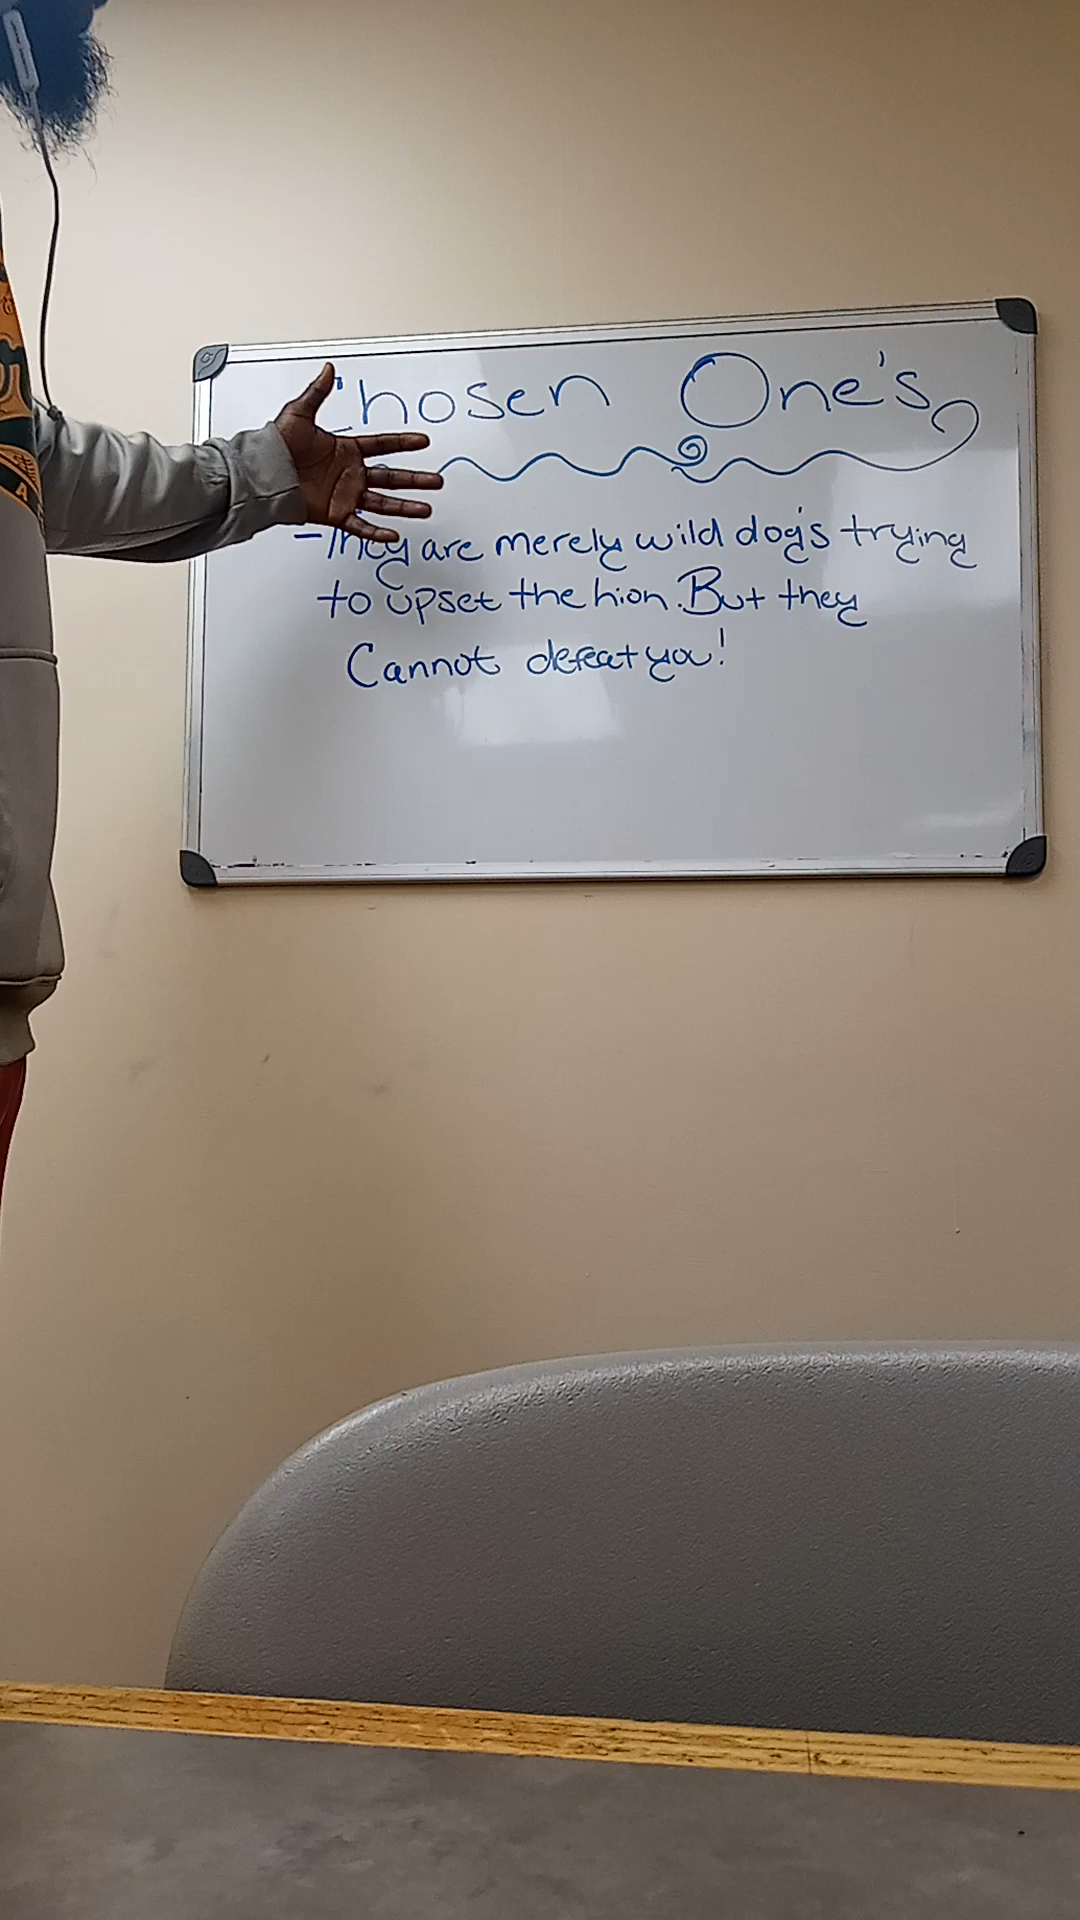 Chosen One's
-They are merely wild dog's trying
to upset the Lion. But they
Cannot defeat you!